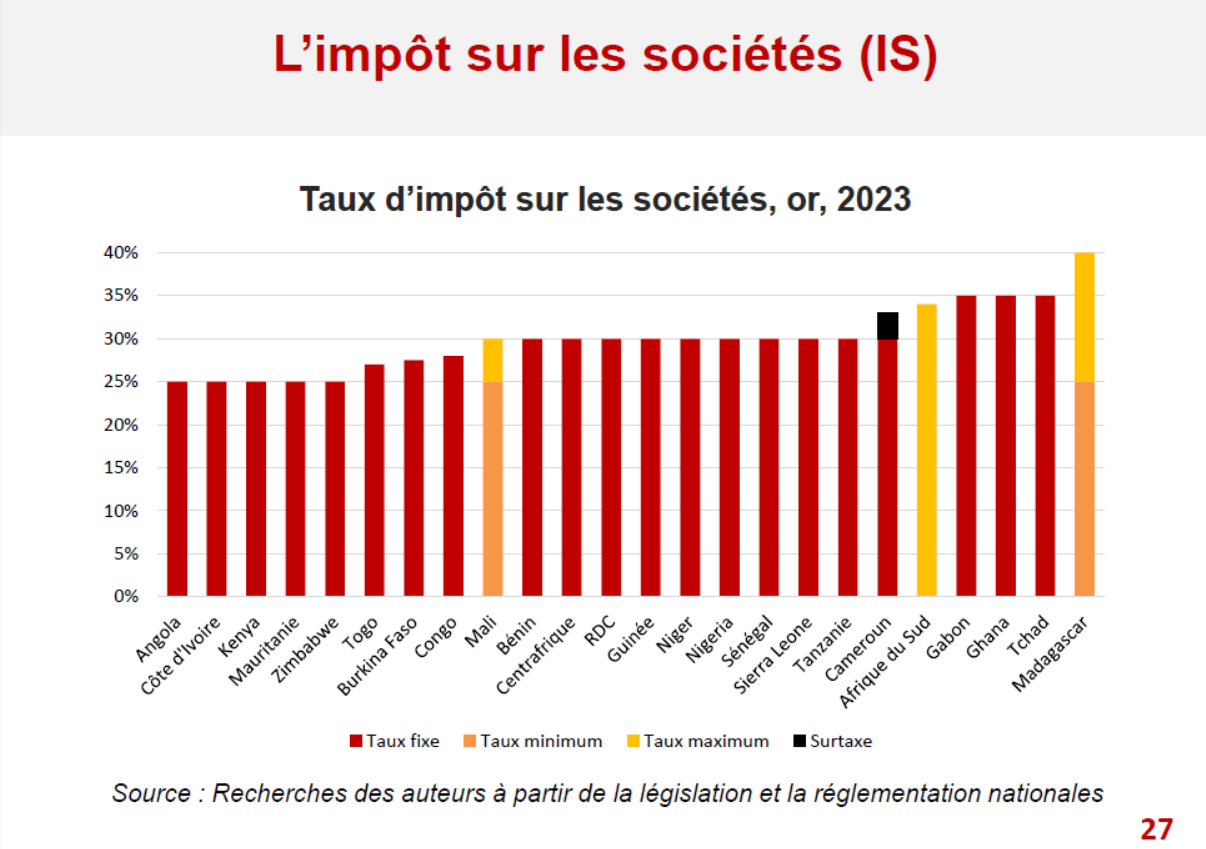 L’impôt sur les sociétés (IS)
Taux d’impôt sur les sociétés, or, 2023
40%
35%
30%
25%
20%
15%
10%
5%
0%
Angola
Côte d'Ivoire
Kenya
Mauritanie
Zimbabwe
Togo
Burkina Faso
Congo
Mali
Bénin
Centrafrique
RDC
Guinée
Niger
Nigeria
Sénégal
Sierra Leone
Tanzanie
Cameroun
Afrique du Sud
Gabon
Ghana
Tchad
Madagascar
Taux fixe Taux minimum Taux maximum Surtaxe
Source : Recherches des auteurs à partir de la législation et la réglementation nationales
27